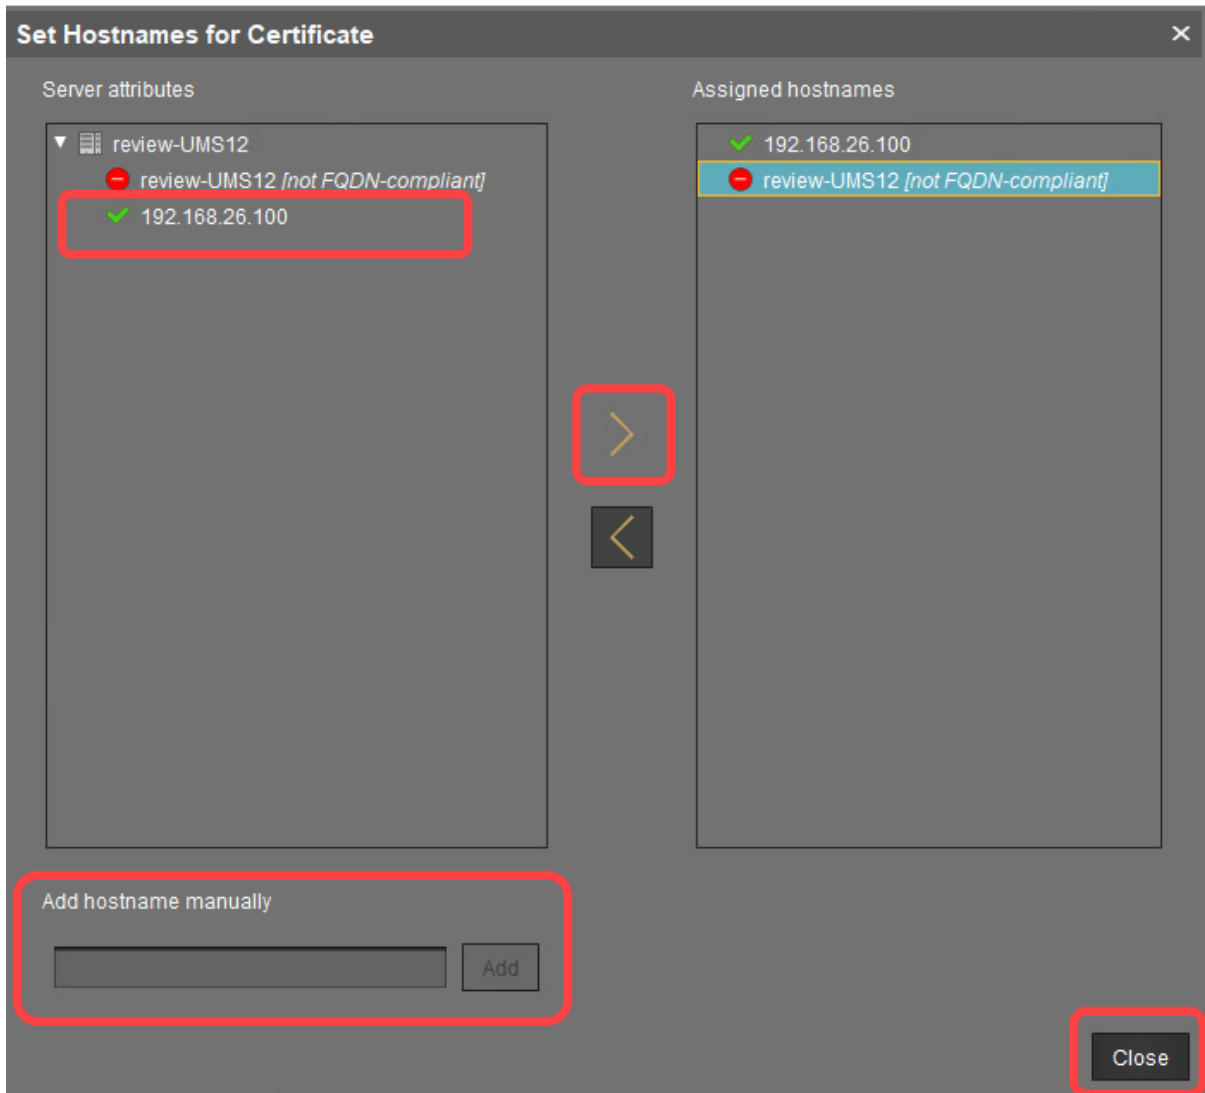 Set Hostnames for Certificate
Server attributes
review-UMS12
review-UMS12 [not FQDN-compliant]
192.168.26.100
Assigned hostnames
192.168.26.100
review-UMS12 [not FQDN-compliant]
Add hostname manually
Add
Close